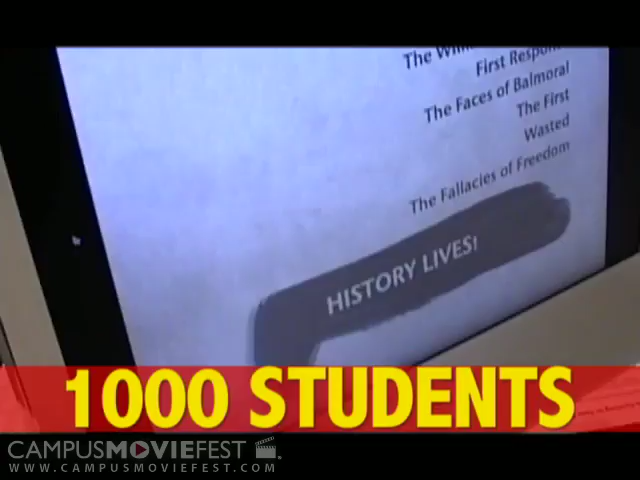 The
First
The Faces of Balmoral
The First
Wasted
The Fallacies of Freedom
HISTORY LIVES!
1000 STUDENTS
CAMPUSMOVIEFEST
WWW.CAMPUSMOVIEFEST.COM